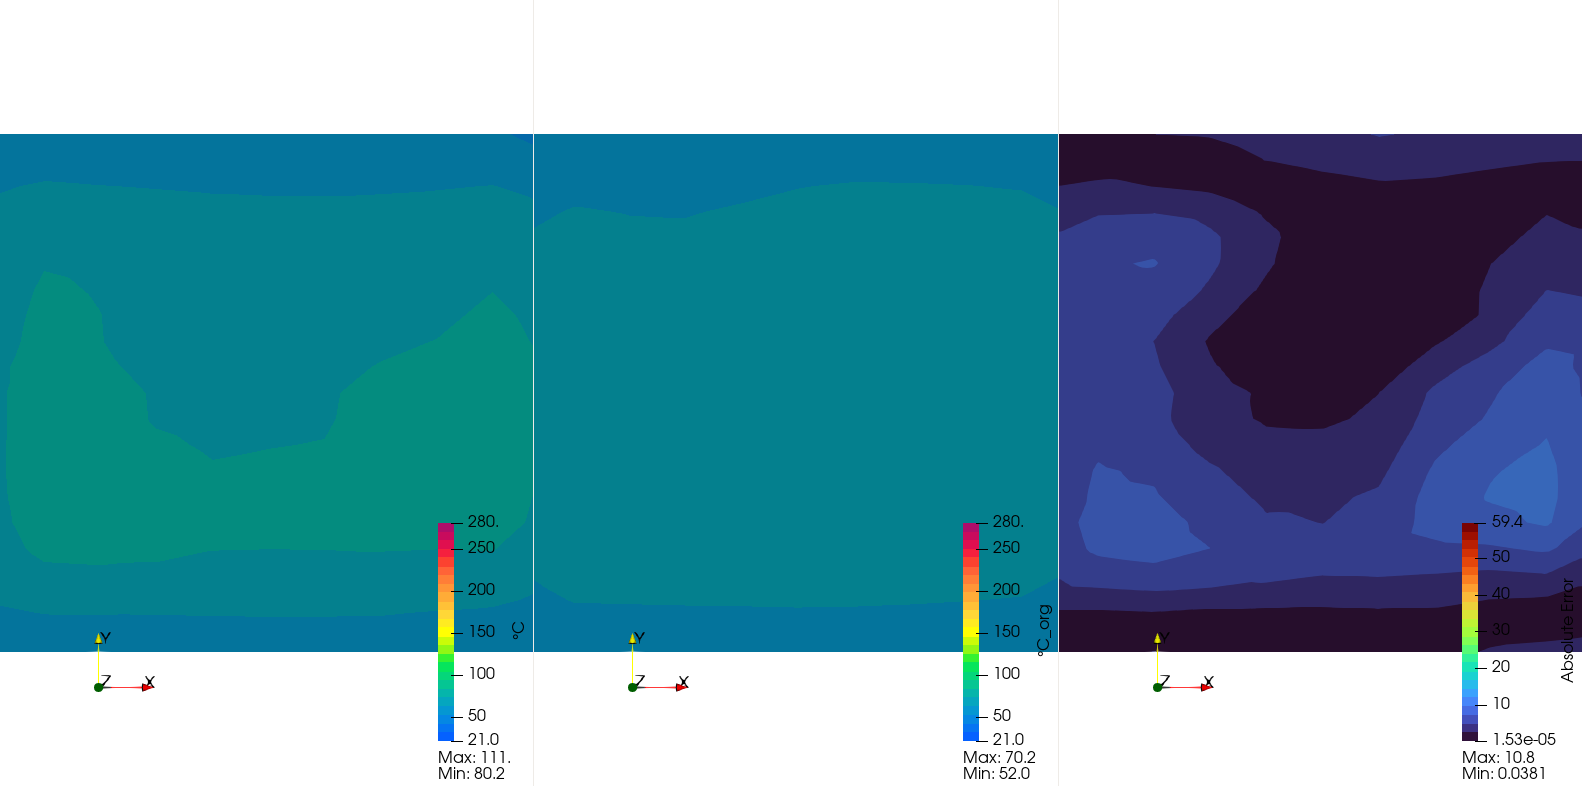 280.
250
200
150
100
50
21.0
°C
Max: 111.
Min: 80.2
Y
Z
X
280.
250
200
150
100
50
21.0
°C_org
Max: 70.2
Min: 52.0
Y
Z
X
59.4
50
40
30
20
10
1.53e-05
Absolute Error
Max: 10.8
Min: 0.0381
Y
Z
X